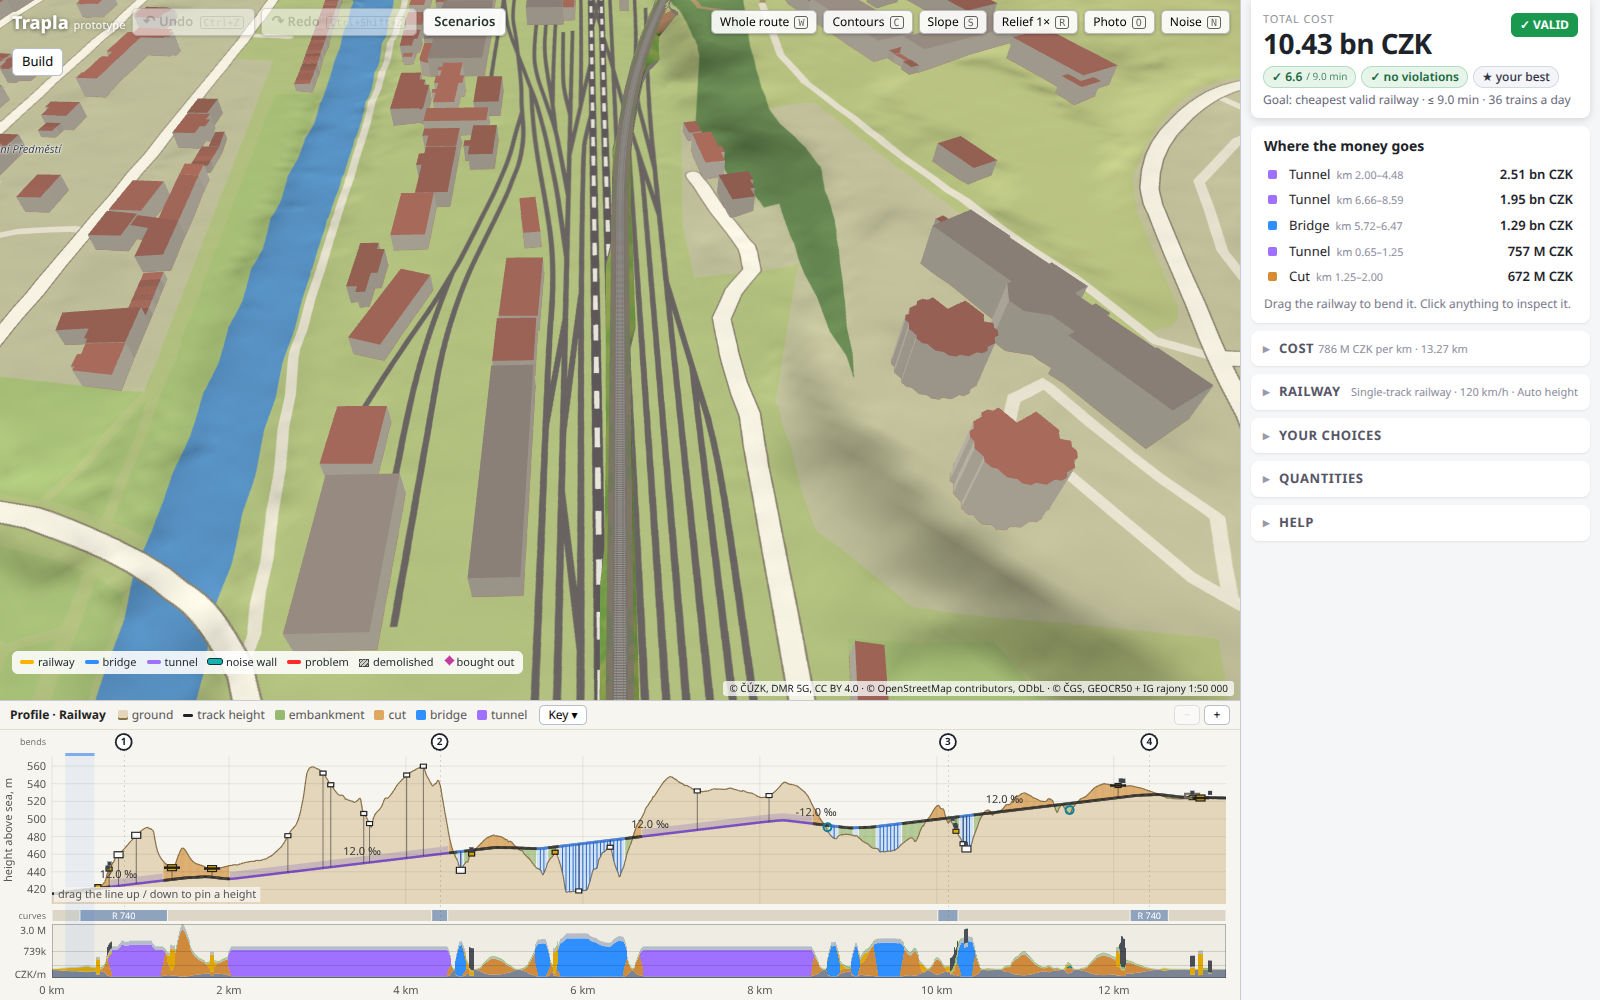 Trapla prototype
↶ Undo Ctrl+Z
↷ Redo Ctrl+Shift+Z
Scenarios
Whole route W
Contours C
Slope S
Relief 1× R
Photo O
Noise N
Build
ní Předměstí
railway
bridge
tunnel
noise wall
problem
demolished
bought out
© ČÚZK, DMR 5G, CC BY 4.0 · © OpenStreetMap contributors, ODbL · © ČGS, GEOCR50 + IG rajony 1:50 000
TOTAL COST
10.43 bn CZK
✓ VALID
✓ 6.6 / 9.0 min
✓ no violations
★ your best
Goal: cheapest valid railway · ≤ 9.0 min · 36 trains a day
Where the money goes
Tunnel km 2.00–4.48 2.51 bn CZK
Tunnel km 6.66–8.59 1.95 bn CZK
Bridge km 5.72–6.47 1.29 bn CZK
Tunnel km 0.65–1.25 757 M CZK
Cut km 1.25–2.00 672 M CZK
Drag the railway to bend it. Click anything to inspect it.
▶ COST 786 M CZK per km · 13.27 km
▶ RAILWAY Single-track railway · 120 km/h · Auto height
▶ YOUR CHOICES
▶ QUANTITIES
▶ HELP
Profile · Railway
ground
track height
embankment
cut
bridge
tunnel
Key ▾
−
+
bends
1
2
3
4
height above sea, m
560
540
520
500
480
460
440
420
12.0 ‰
12.0 ‰
12.0 ‰
-12.0 ‰
12.0 ‰
drag the line up / down to pin a height
curves
R 740
R 740
3.0 M
739k
CZK/m
0 km
2 km
4 km
6 km
8 km
10 km
12 km